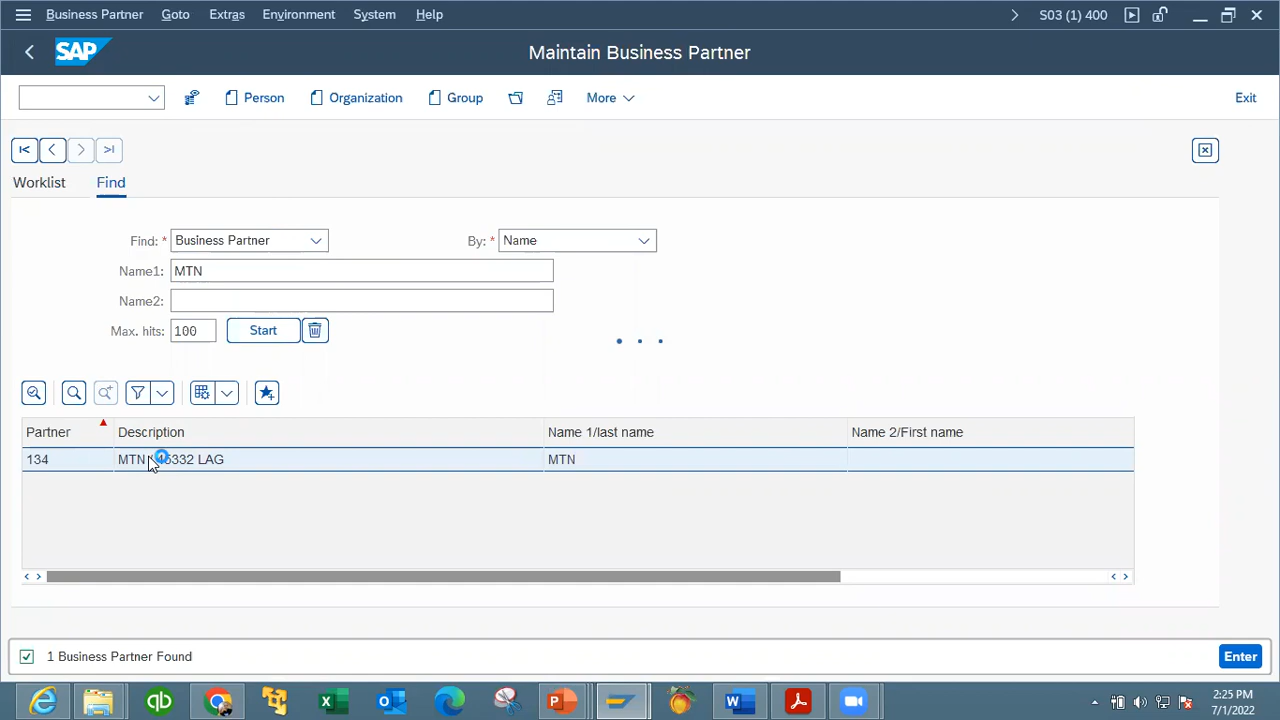 Business Partner Goto Extras Environment System Help S03 (1) 400
SAP Maintain Business Partner
Person Organization Group More Exit
Worklist Find
Find: * Business Partner By: * Name
Name1: MTN
Name2:
Max. hits: 100 Start
Partner Description Name 1/last name Name 2/First name
134 MTN 332 LAG MTN
1 Business Partner Found Enter
2:25 PM
7/1/2022